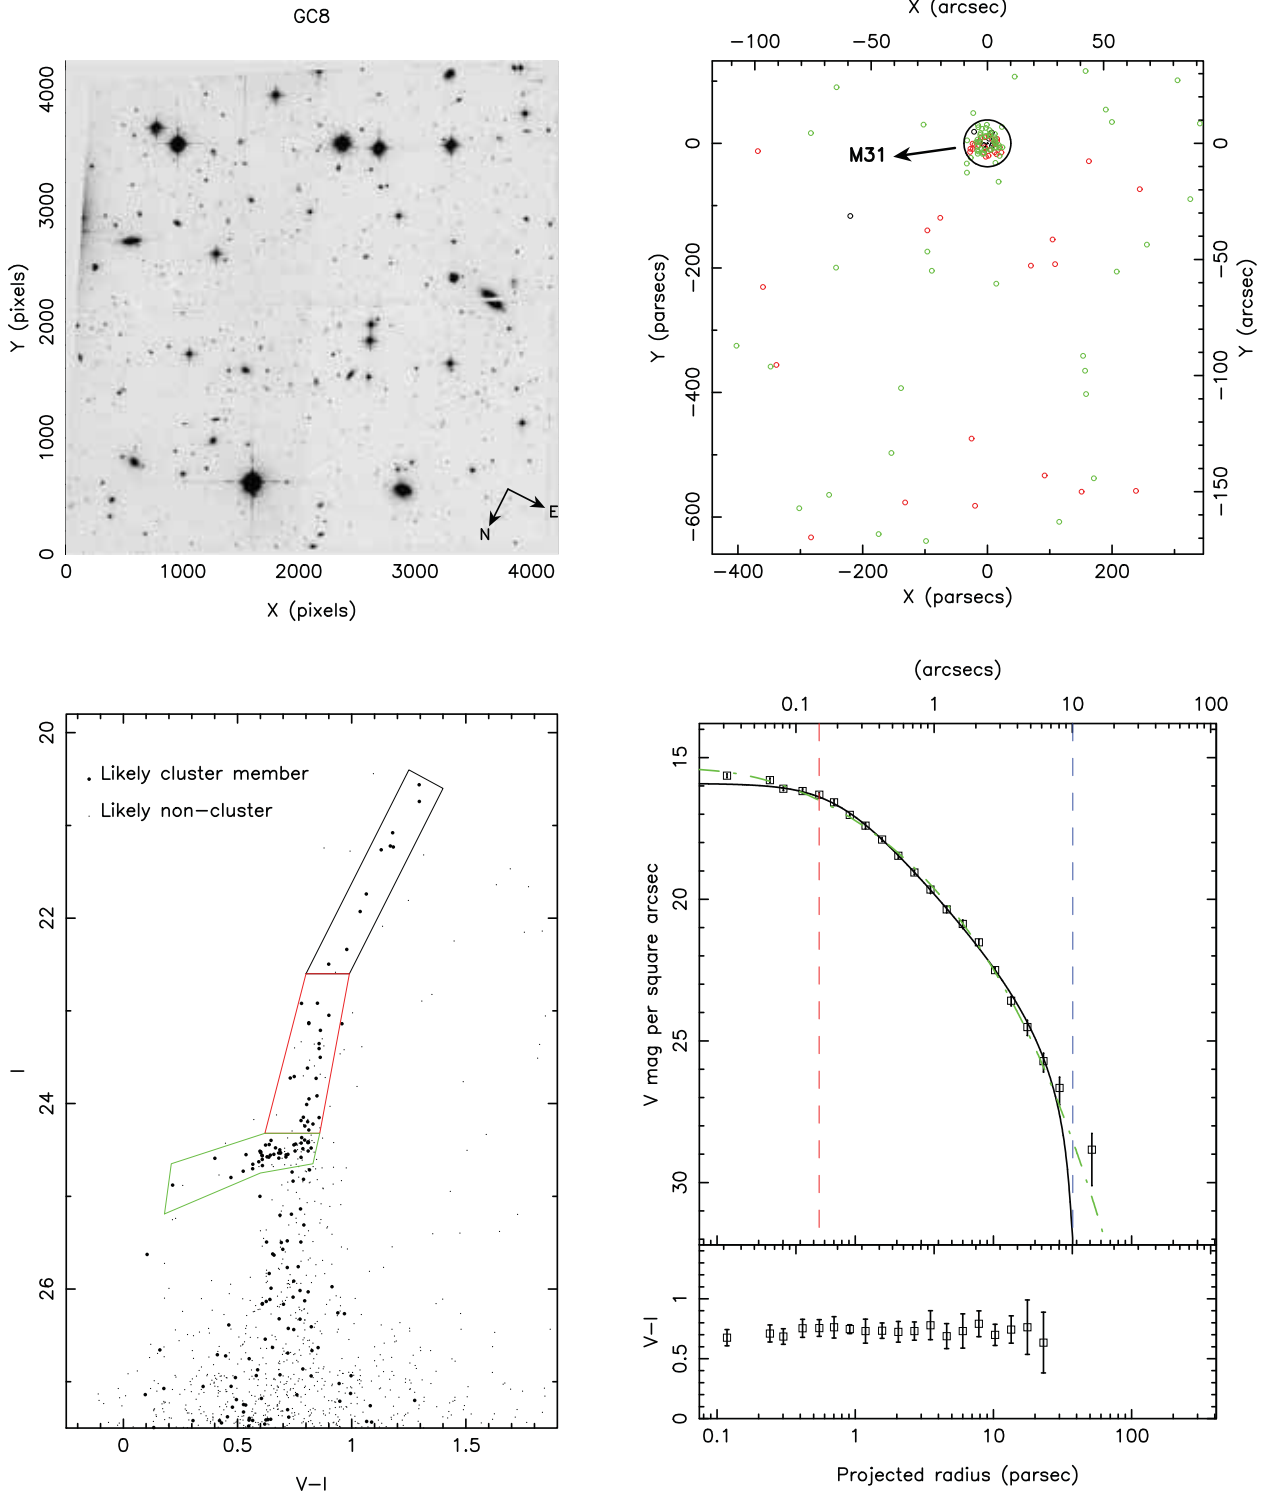 GC8
4000
3000
2000
1000
0
Y (pixels)
0 1000 2000 3000 4000
X (pixels)
N
E
X (arcsec)
−100 −50 0 50
0
−200
−400
−600
Y (parsecs)
M31
0
−50
−100
−150
Y (arcsec)
−400 −200 0 200
X (parsecs)
20
22
24
26
I
Likely cluster member
Likely non−cluster
0 0.5 1 1.5
V−I
(arcsecs)
0.1 1 10 100
15
20
25
30
V mag per square arcsec
1
0.5
0
V−I
0.1 1 10 100
Projected radius (parsec)